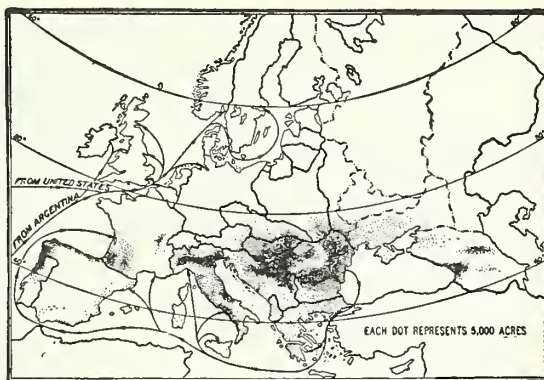 FROM UNITED STATES
FROM ARGENTINA
EACH DOT REPRESENTS 5,000 ACRES